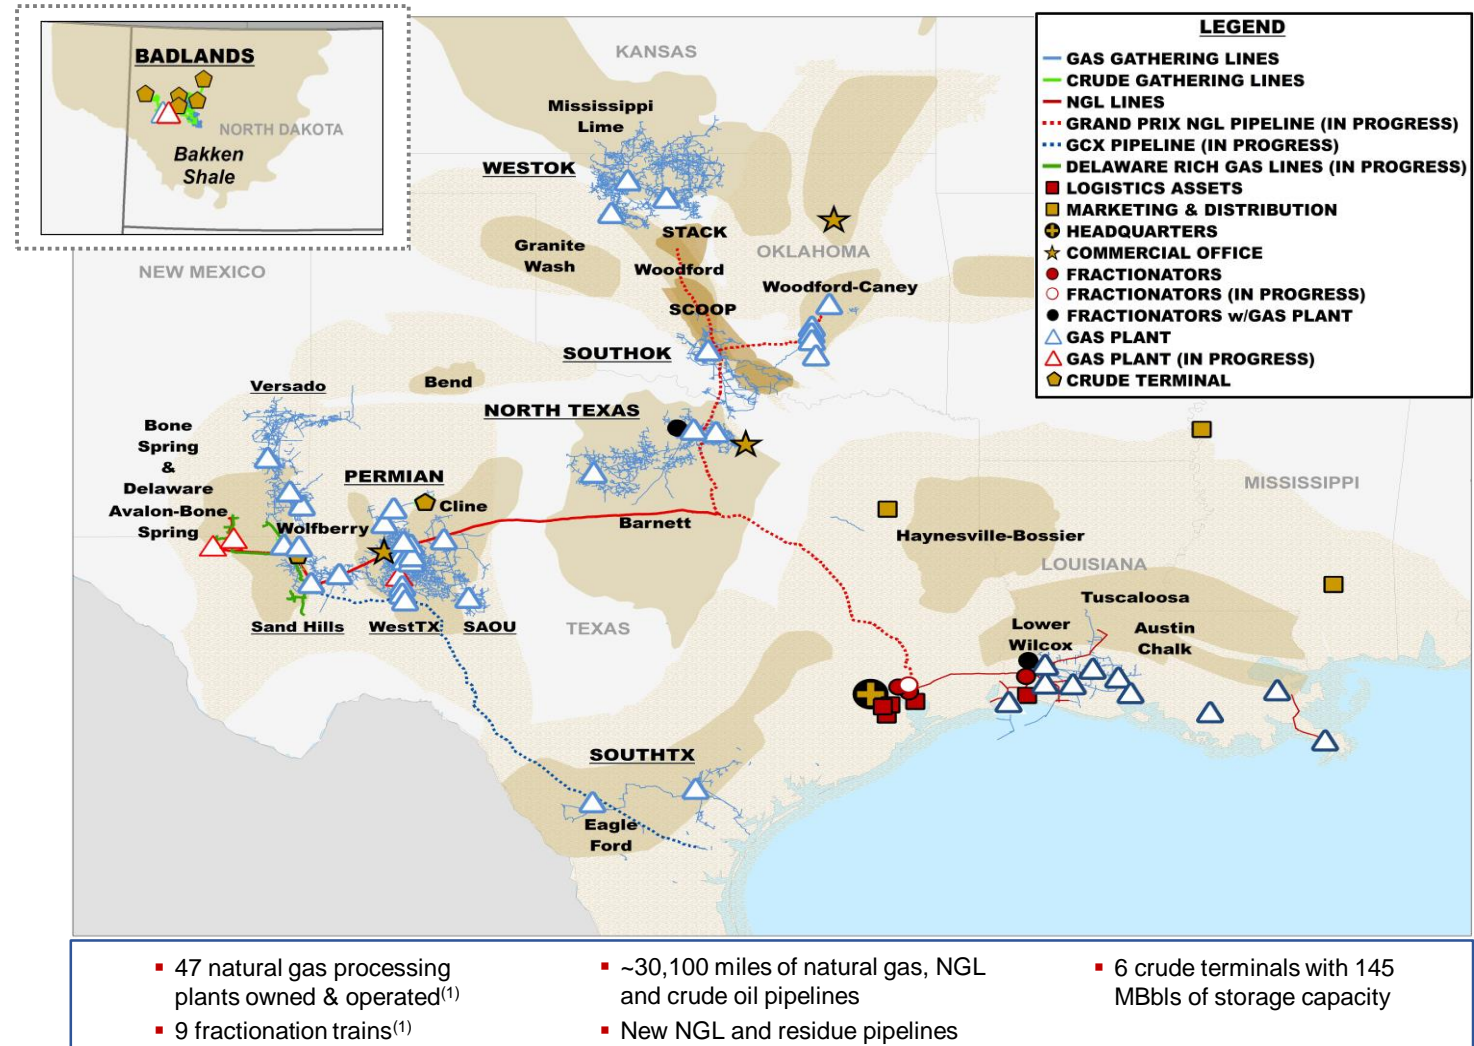 BADLANDS
NORTH DAKOTA
Bakken
Shale
LEGEND
GAS GATHERING LINES
CRUDE GATHERING LINES
NGL LINES
GRAND PRIX NGL PIPELINE (IN PROGRESS)
GCX PIPELINE (IN PROGRESS)
DELAWARE RICH GAS LINES (IN PROGRESS)
LOGISTICS ASSETS
MARKETING & DISTRIBUTION
HEADQUARTERS
COMMERCIAL OFFICE
FRACTIONATORS
FRACTIONATORS (IN PROGRESS)
FRACTIONATORS w/GAS PLANT
GAS PLANT
GAS PLANT (IN PROGRESS)
CRUDE TERMINAL
KANSAS
Mississippi
Lime
WESTOK
STACK
Granite
Wash
OKLAHOMA
NEW MEXICO
Woodford
Woodford-Caney
SCOOP
SOUTHOK
Versado
Bend
NORTH TEXAS
Bone
Spring
&
Delaware
Avalon-Bone
Spring
PERMIAN
Cline
Wolfberry
Barnett
MISSISSIPPI
Haynesville-Bossier
LOUISIANA
Tuscaloosa
Lower
Wilcox
Austin
Chalk
Sand Hills
WestTX
SAOU
TEXAS
SOUTHTX
Eagle
Ford
47 natural gas processing
plants owned & operated(1)
9 fractionation trains(1)
~30,100 miles of natural gas, NGL
and crude oil pipelines
New NGL and residue pipelines
6 crude terminals with 145
MBbls of storage capacity